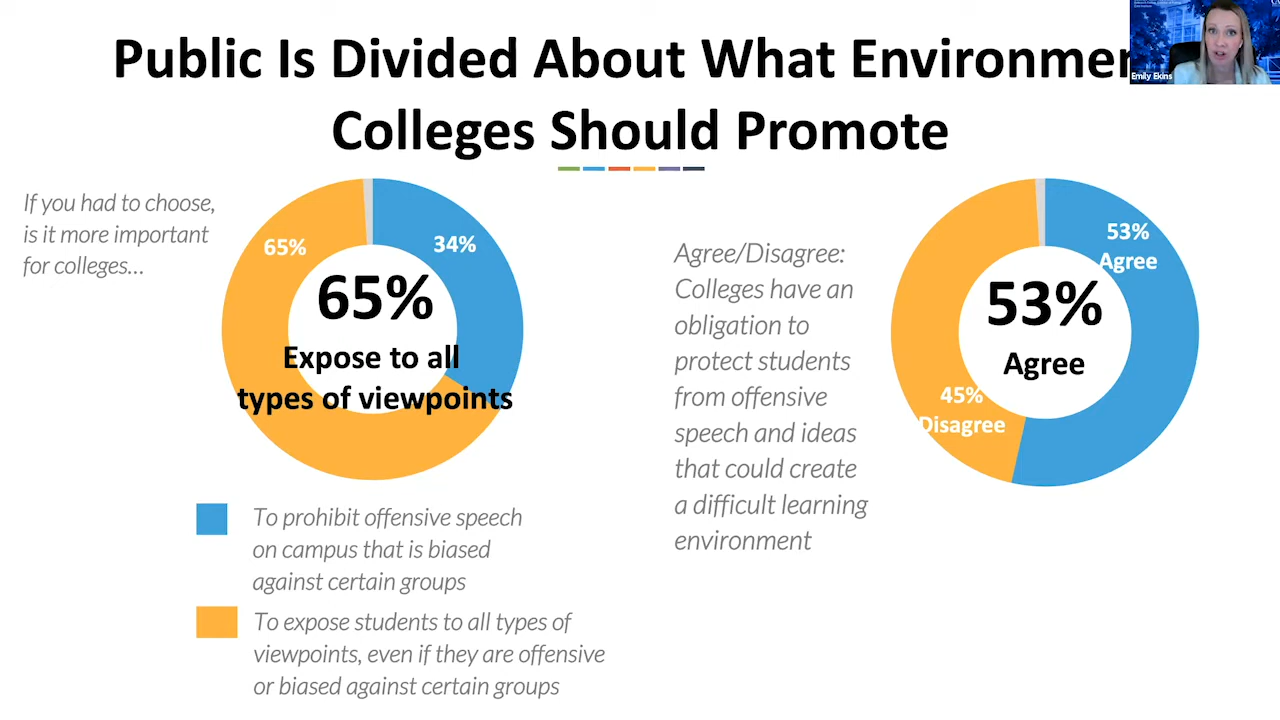 Public Is Divided About What Environmen
Colleges Should Promote
Emily Ekins
If you had to choose,
is it more important
for colleges...
65%
34%
65%
Expose to all
types of viewpoints
To prohibit offensive speech
on campus that is biased
against certain groups
To expose students to all types of
viewpoints, even if they are offensive
or biased against certain groups
Agree/Disagree:
Colleges have an
obligation to
protect students
from offensive
speech and ideas
that could create
a difficult learning
environment
53%
Agree
53%
Agree
45%
Disagree